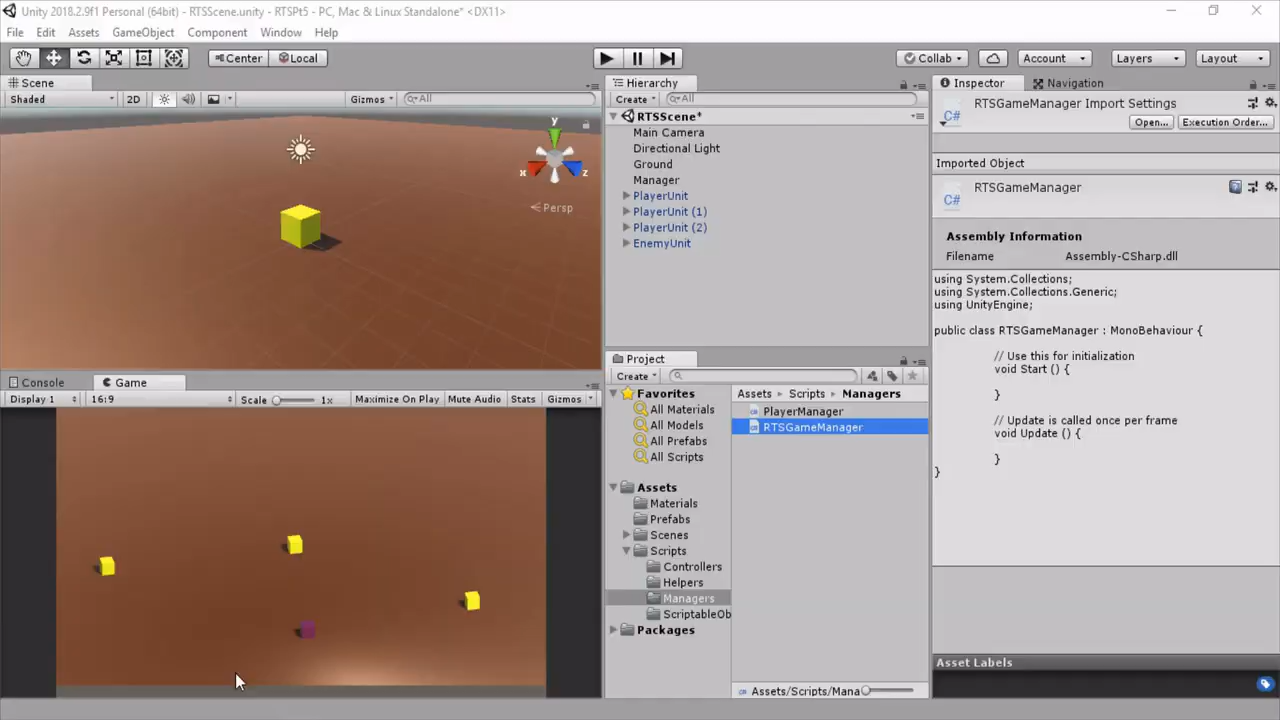 Unity 2018.2.9f1 Personal (64bit) - RTSScene.unity - RTSPt5 - PC, Mac & Linux Standalone* <DX11>
File Edit Assets GameObject Component Window Help
Center Local Collab Account Layers Layout
Scene
Shaded 2D Gizmos All
y
x
z
Persp
Console Game
Display 1 16:9 Scale 1x Maximize On Play Mute Audio Stats Gizmos
Hierarchy
Create All
RTSScene*
Main Camera
Directional Light
Ground
Manager
PlayerUnit
PlayerUnit (1)
PlayerUnit (2)
EnemyUnit
Project
Create
Favorites
All Materials
All Models
All Prefabs
All Scripts
Assets
Materials
Prefabs
Scenes
Scripts
Controllers
Helpers
Managers
ScriptableOb
Packages
Assets Scripts Managers
PlayerManager
RTSGameManager
Assets/Scripts/Mana
Inspector Navigation
RTSGameManager Import Settings
C#
Open... Execution Order...
Imported Object
RTSGameManager
C#
Assembly Information
Filename Assembly-CSharp.dll
using System.Collections;
using System.Collections.Generic;
using UnityEngine;
public class RTSGameManager : MonoBehaviour {
// Use this for initialization
void Start () {
}
// Update is called once per frame
void Update () {
}
}
Asset Labels